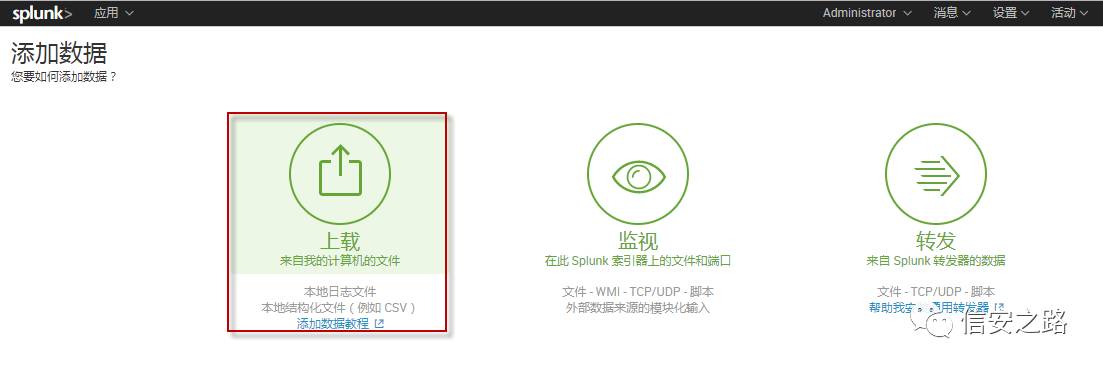 splunk> 应用 Administrator 消息 设置 活动
添加数据
您要如何添加数据？
上载 监视 转发
来自我的计算机的文件 在此 Splunk 索引器上的文件和端口 来自 Splunk 转发器的数据
本地日志文件 文件 - WMI - TCP/UDP - 脚本 文件 - TCP/UDP - 脚本
本地结构化文件（例如 CSV） 外部数据来源的模块化输入 帮助我安 用转发器
添加数据教程
信安之路